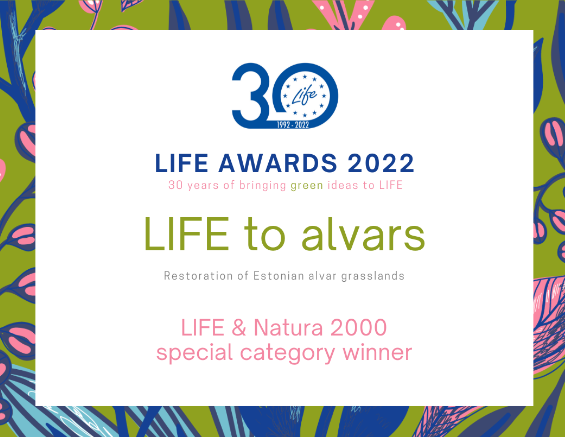 30
Life
1992 - 2022
LIFE AWARDS 2022
30 years of bringing green ideas to LIFE
LIFE to alvars
Restoration of Estonian alvar grasslands
LIFE & Natura 2000
special category winner